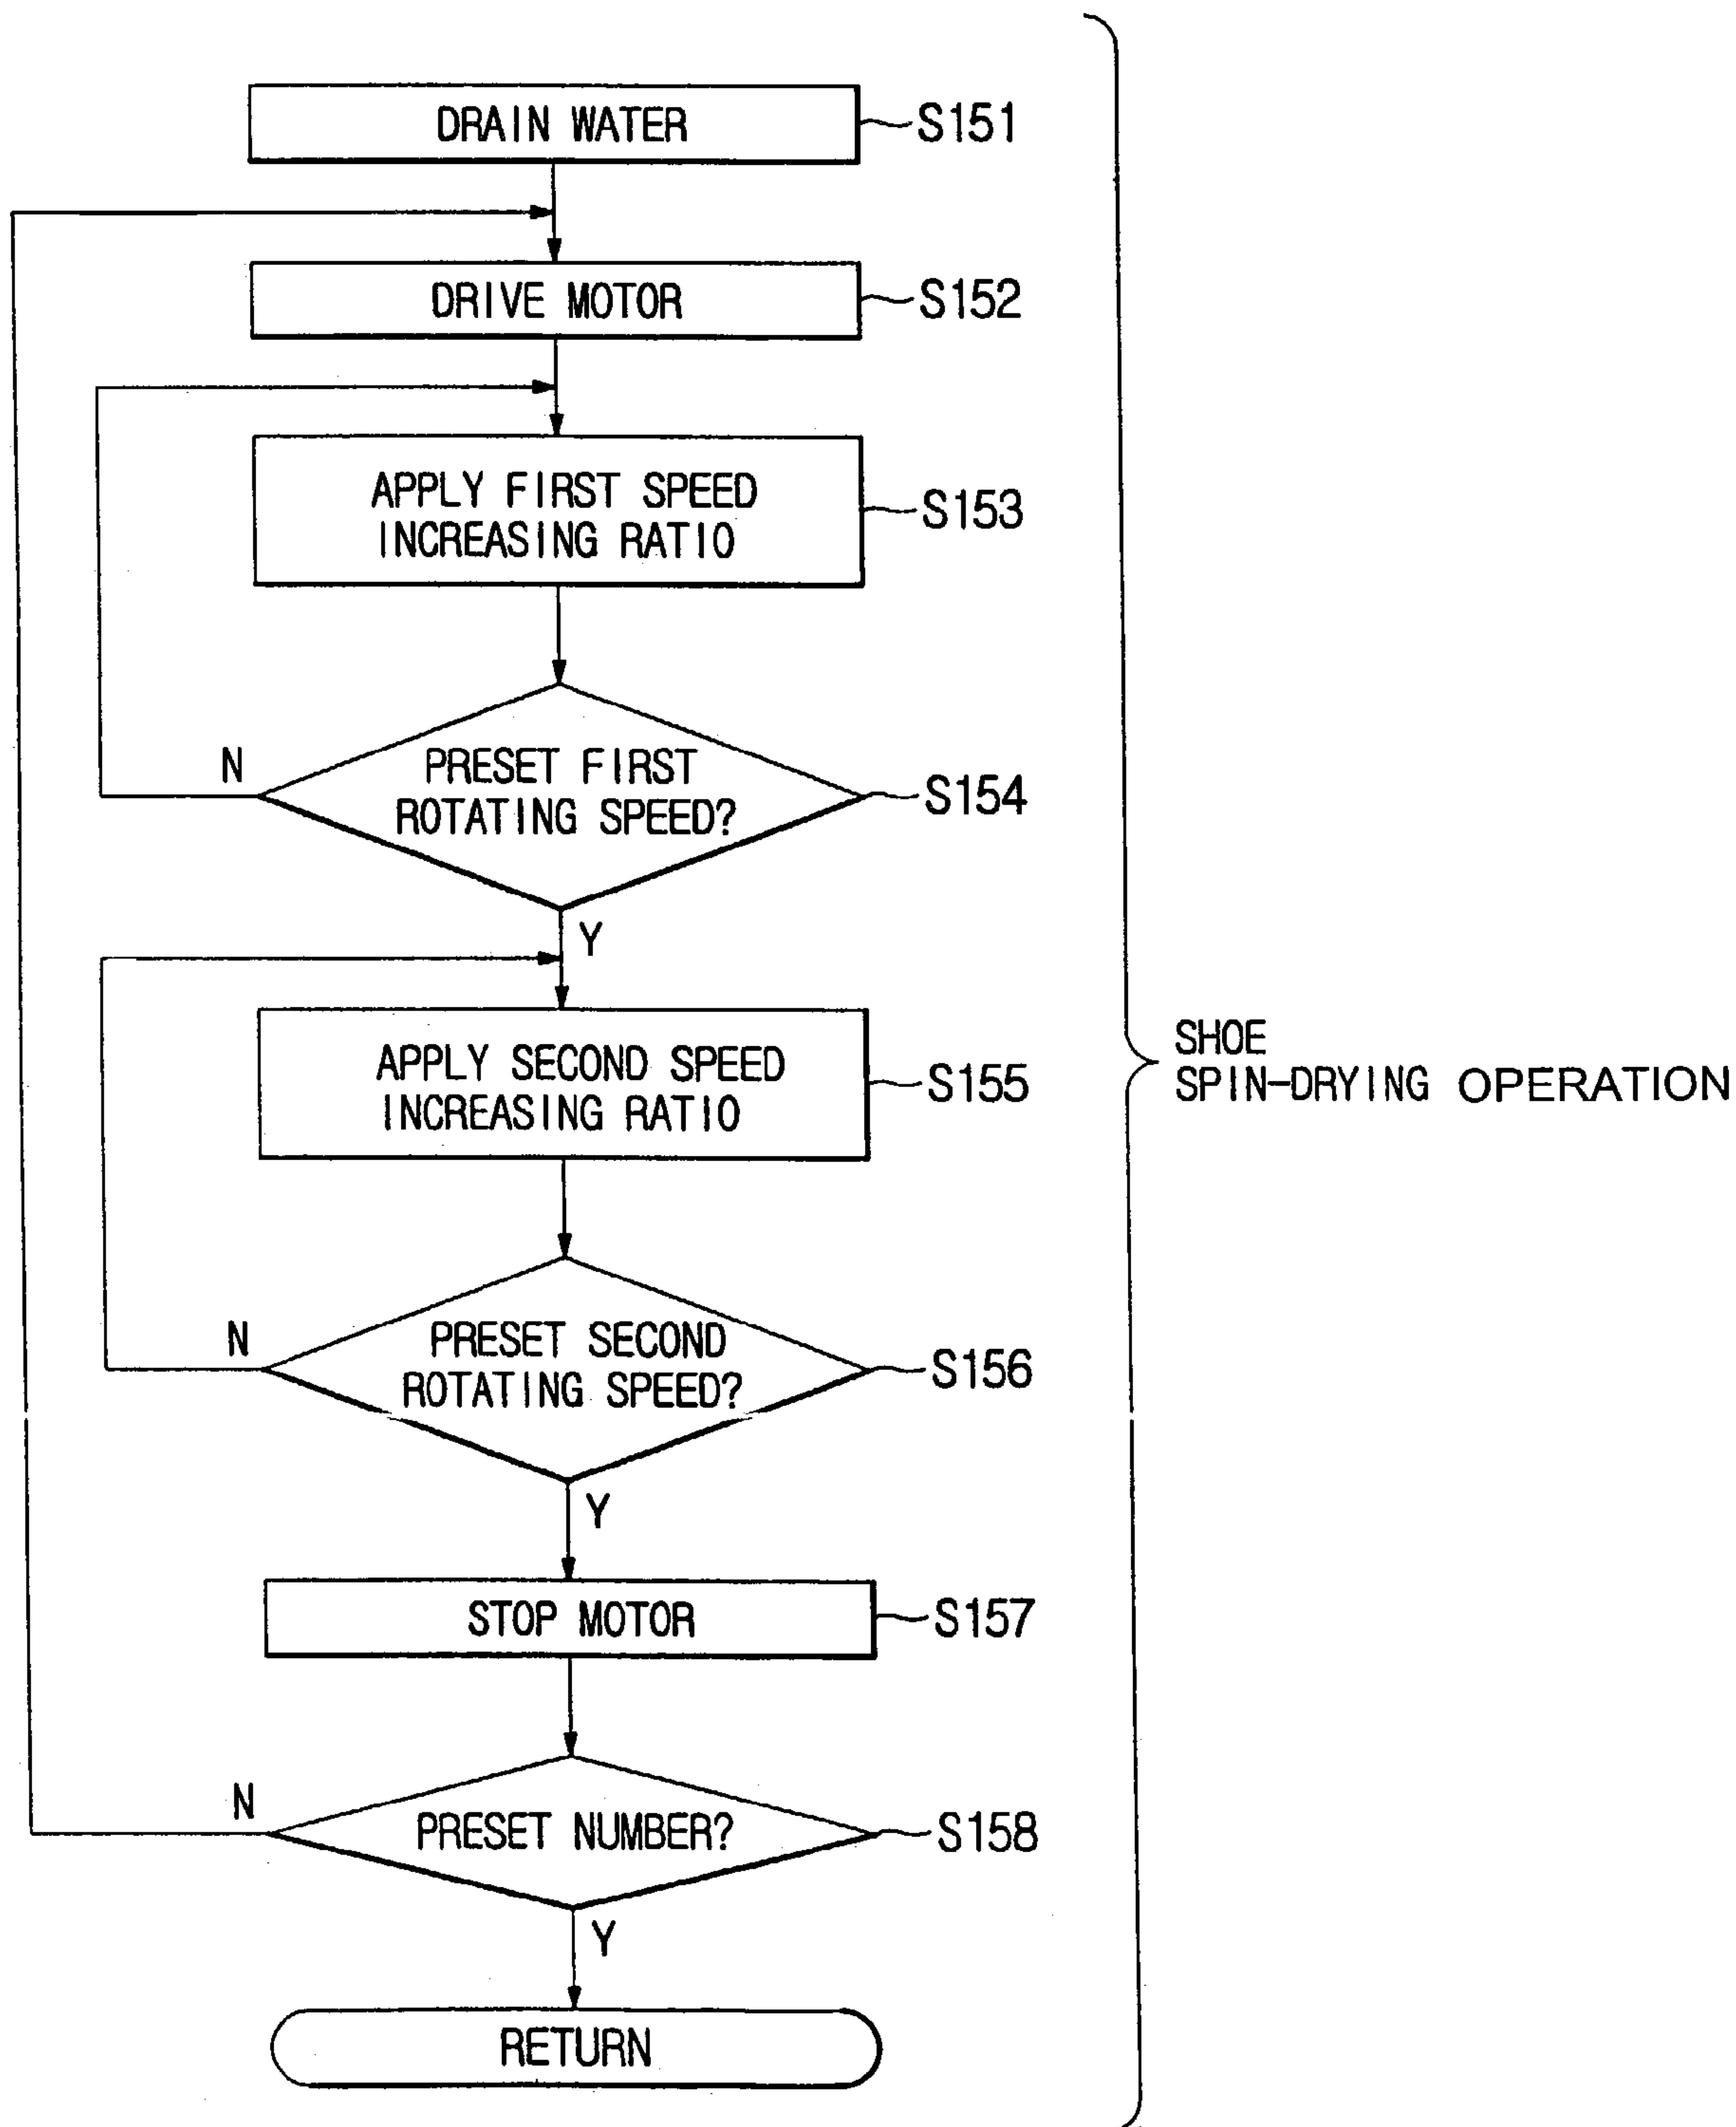 DRAIN WATER
S151
DRIVE MOTOR
S152
APPLY FIRST SPEED
INCREASING RATIO
S153
PRESET FIRST
ROTATING SPEED?
S154
N
Y
APPLY SECOND SPEED
INCREASING RATIO
S155
SHOE
SPIN-DRYING OPERATION
PRESET SECOND
ROTATING SPEED?
S156
N
Y
STOP MOTOR
S157
PRESET NUMBER?
S158
N
Y
RETURN